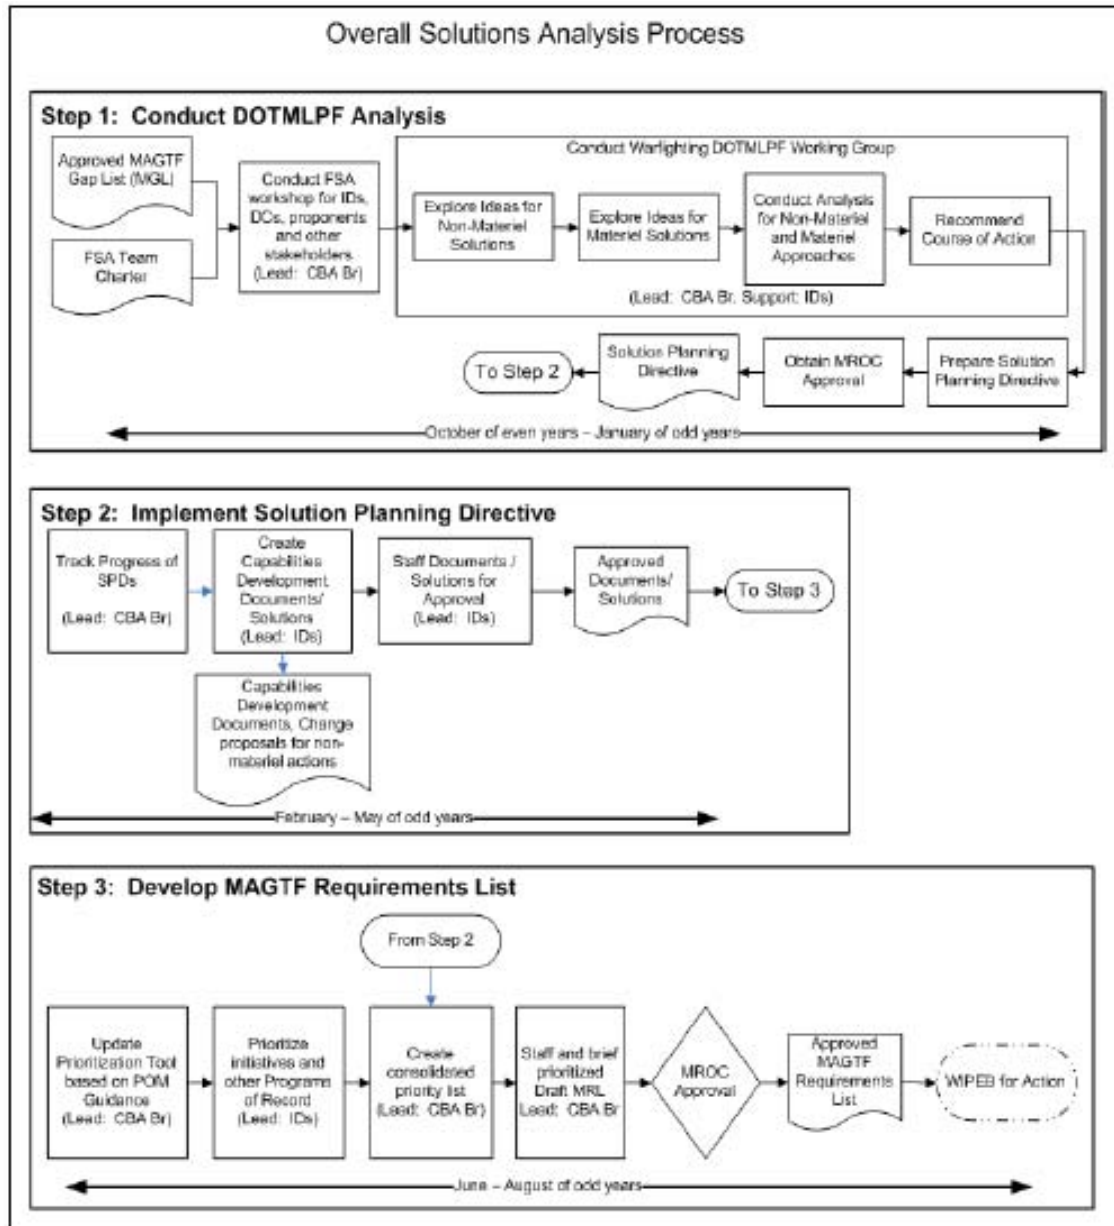 Overall Solutions Analysis Process
Step 1: Conduct DOTMLPF Analysis
Approved MAGTF
Gap List (MGL)
FSA Team
Charter
Conduct FSA
workshop for IDs,
DCs, proponents
and other
stakeholders
(Lead: CBA Br)
Conduct Warfighting DOTMLPF Working Group
Explore Ideas for
Non-Materiel
Solutions
Explore Ideas for
Materiel Solutions
Conduct Analysis
for Non-Materiel
and Materiel
Approaches
Recommend
Course of Action
(Lead: CBA Br. Support: IDs)
To Step 2
Solution Planning
Directive
Obtain MROC
Approval
Prepare Solution
Planning Directive
October of even years – January of odd years
Step 2: Implement Solution Planning Directive
Track Progress of
SPDs
(Lead: CBA Br)
Create
Capabilities
Development
Documents/
Solutions
(Lead: IDs)
Staff Documents /
Solutions for
Approval
(Lead: IDs)
Approved
Documents/
Solutions
To Step 3
Capabilities
Development
Documents, Change
proposals for non-
materiel actions
February – May of odd years
Step 3: Develop MAGTF Requirements List
From Step 2
Update
Prioritization Tool
based on POM
Guidance
(Lead: CBA Br)
Prioritize
initiatives and
other Programs
of Record
(Lead: IDs)
Create
consolidated
priority list
(Lead: CBA Br)
Staff and brief
prioritized
Draft MRL
Lead: CBA Br
MROC
Approval
Approved
MAGTF
Requirements
List
WIPEB for Action
June – August of odd years